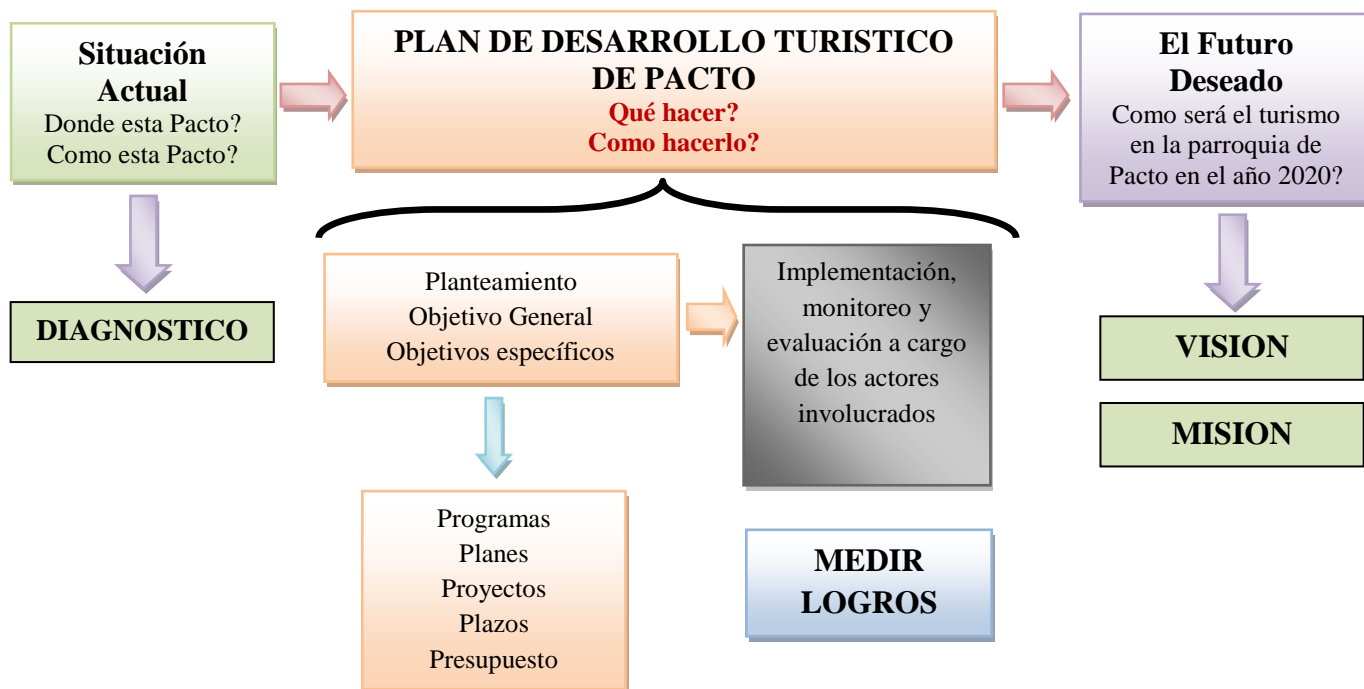 Situación
Actual
Donde esta Pacto?
Como esta Pacto?
PLAN DE DESARROLLO TURISTICO
DE PACTO
Qué hacer?
Como hacerlo?
El Futuro
Deseado
Como será el turismo
en la parroquia de
Pacto en el año 2020?
DIAGNOSTICO
Planteamiento
Objetivo General
Objetivos específicos
Implementación,
monitoreo y
evaluación a cargo
de los actores
involucrados
VISION
MISION
Programas
Planes
Proyectos
Plazos
Presupuesto
MEDIR
LOGROS